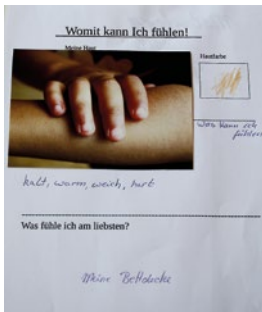 Womit kann Ich fühlen!
Meine Haut
Hautfarbe
Was kann ich
fühlen
kalt, warm, weich, hart
Was fühle ich am liebsten?
Meine Bettdecke